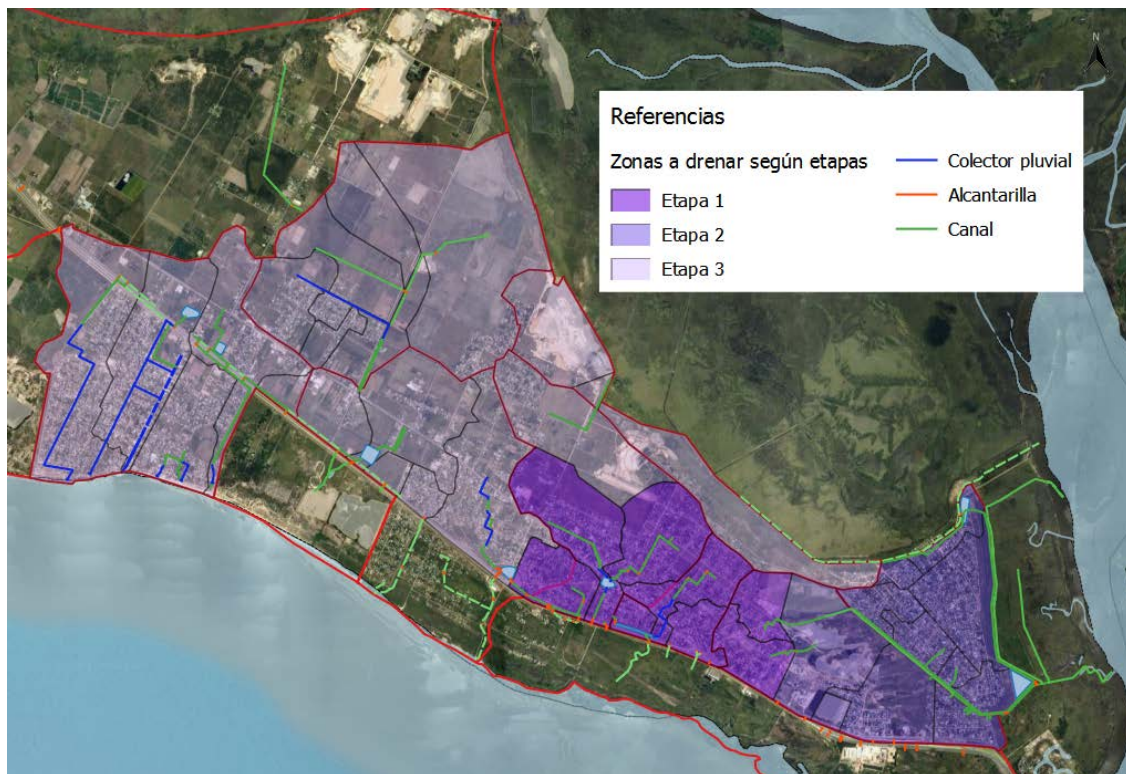 N
Referencias
Zonas a drenar según etapas
Etapa 1
Etapa 2
Etapa 3
Colector pluvial
Alcantarilla
Canal